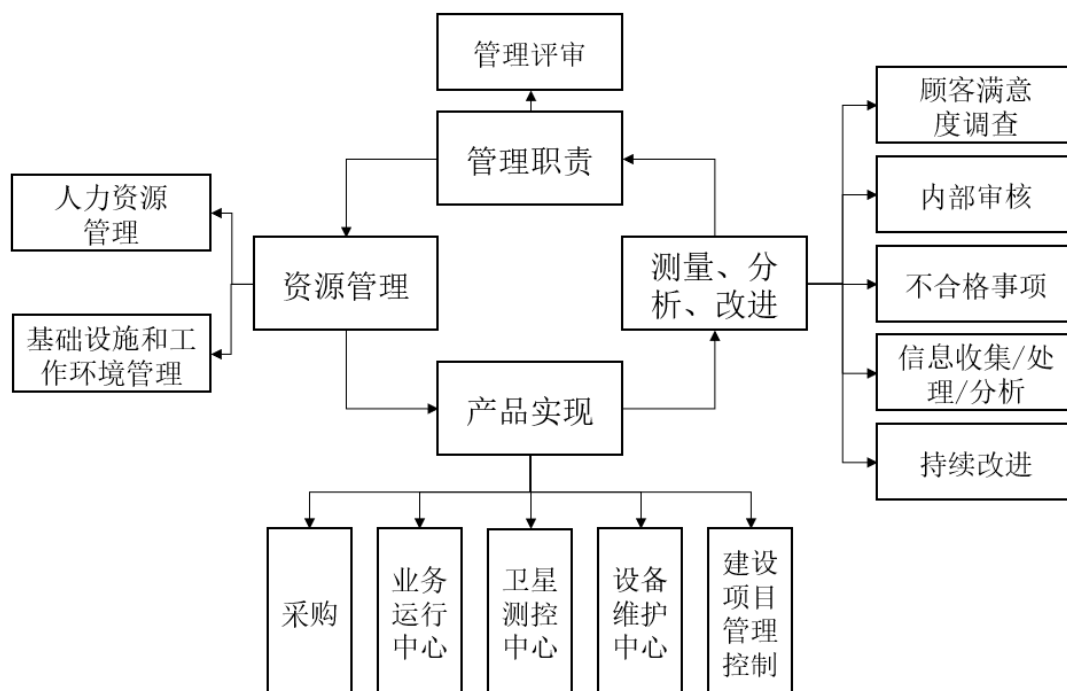 管理评审
管理职责
顾客满意
度调查
人力资源
管理
内部审核
资源管理
测量、分
析、改进
不合格事项
基础设施和工
作环境管理
信息收集/处
理/分析
产品实现
持续改进
采购
业务
运行
中心
卫星
测控
中心
设备
维护
中心
建设
项目
管理
控制